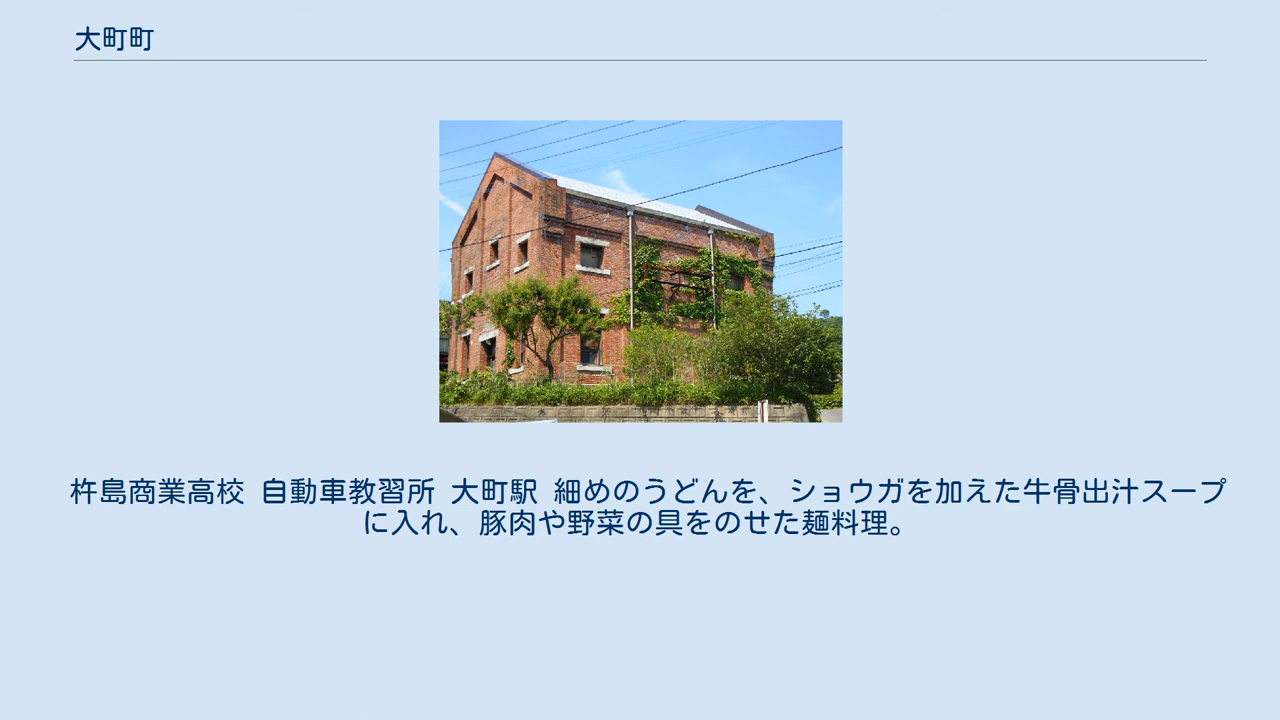 大町町
杵島商業高校 自動車教習所 大町駅 細めのうどんを、ショウガを加えた牛骨出汁スープ
に入れ、豚肉や野菜の具をのせた麺料理。